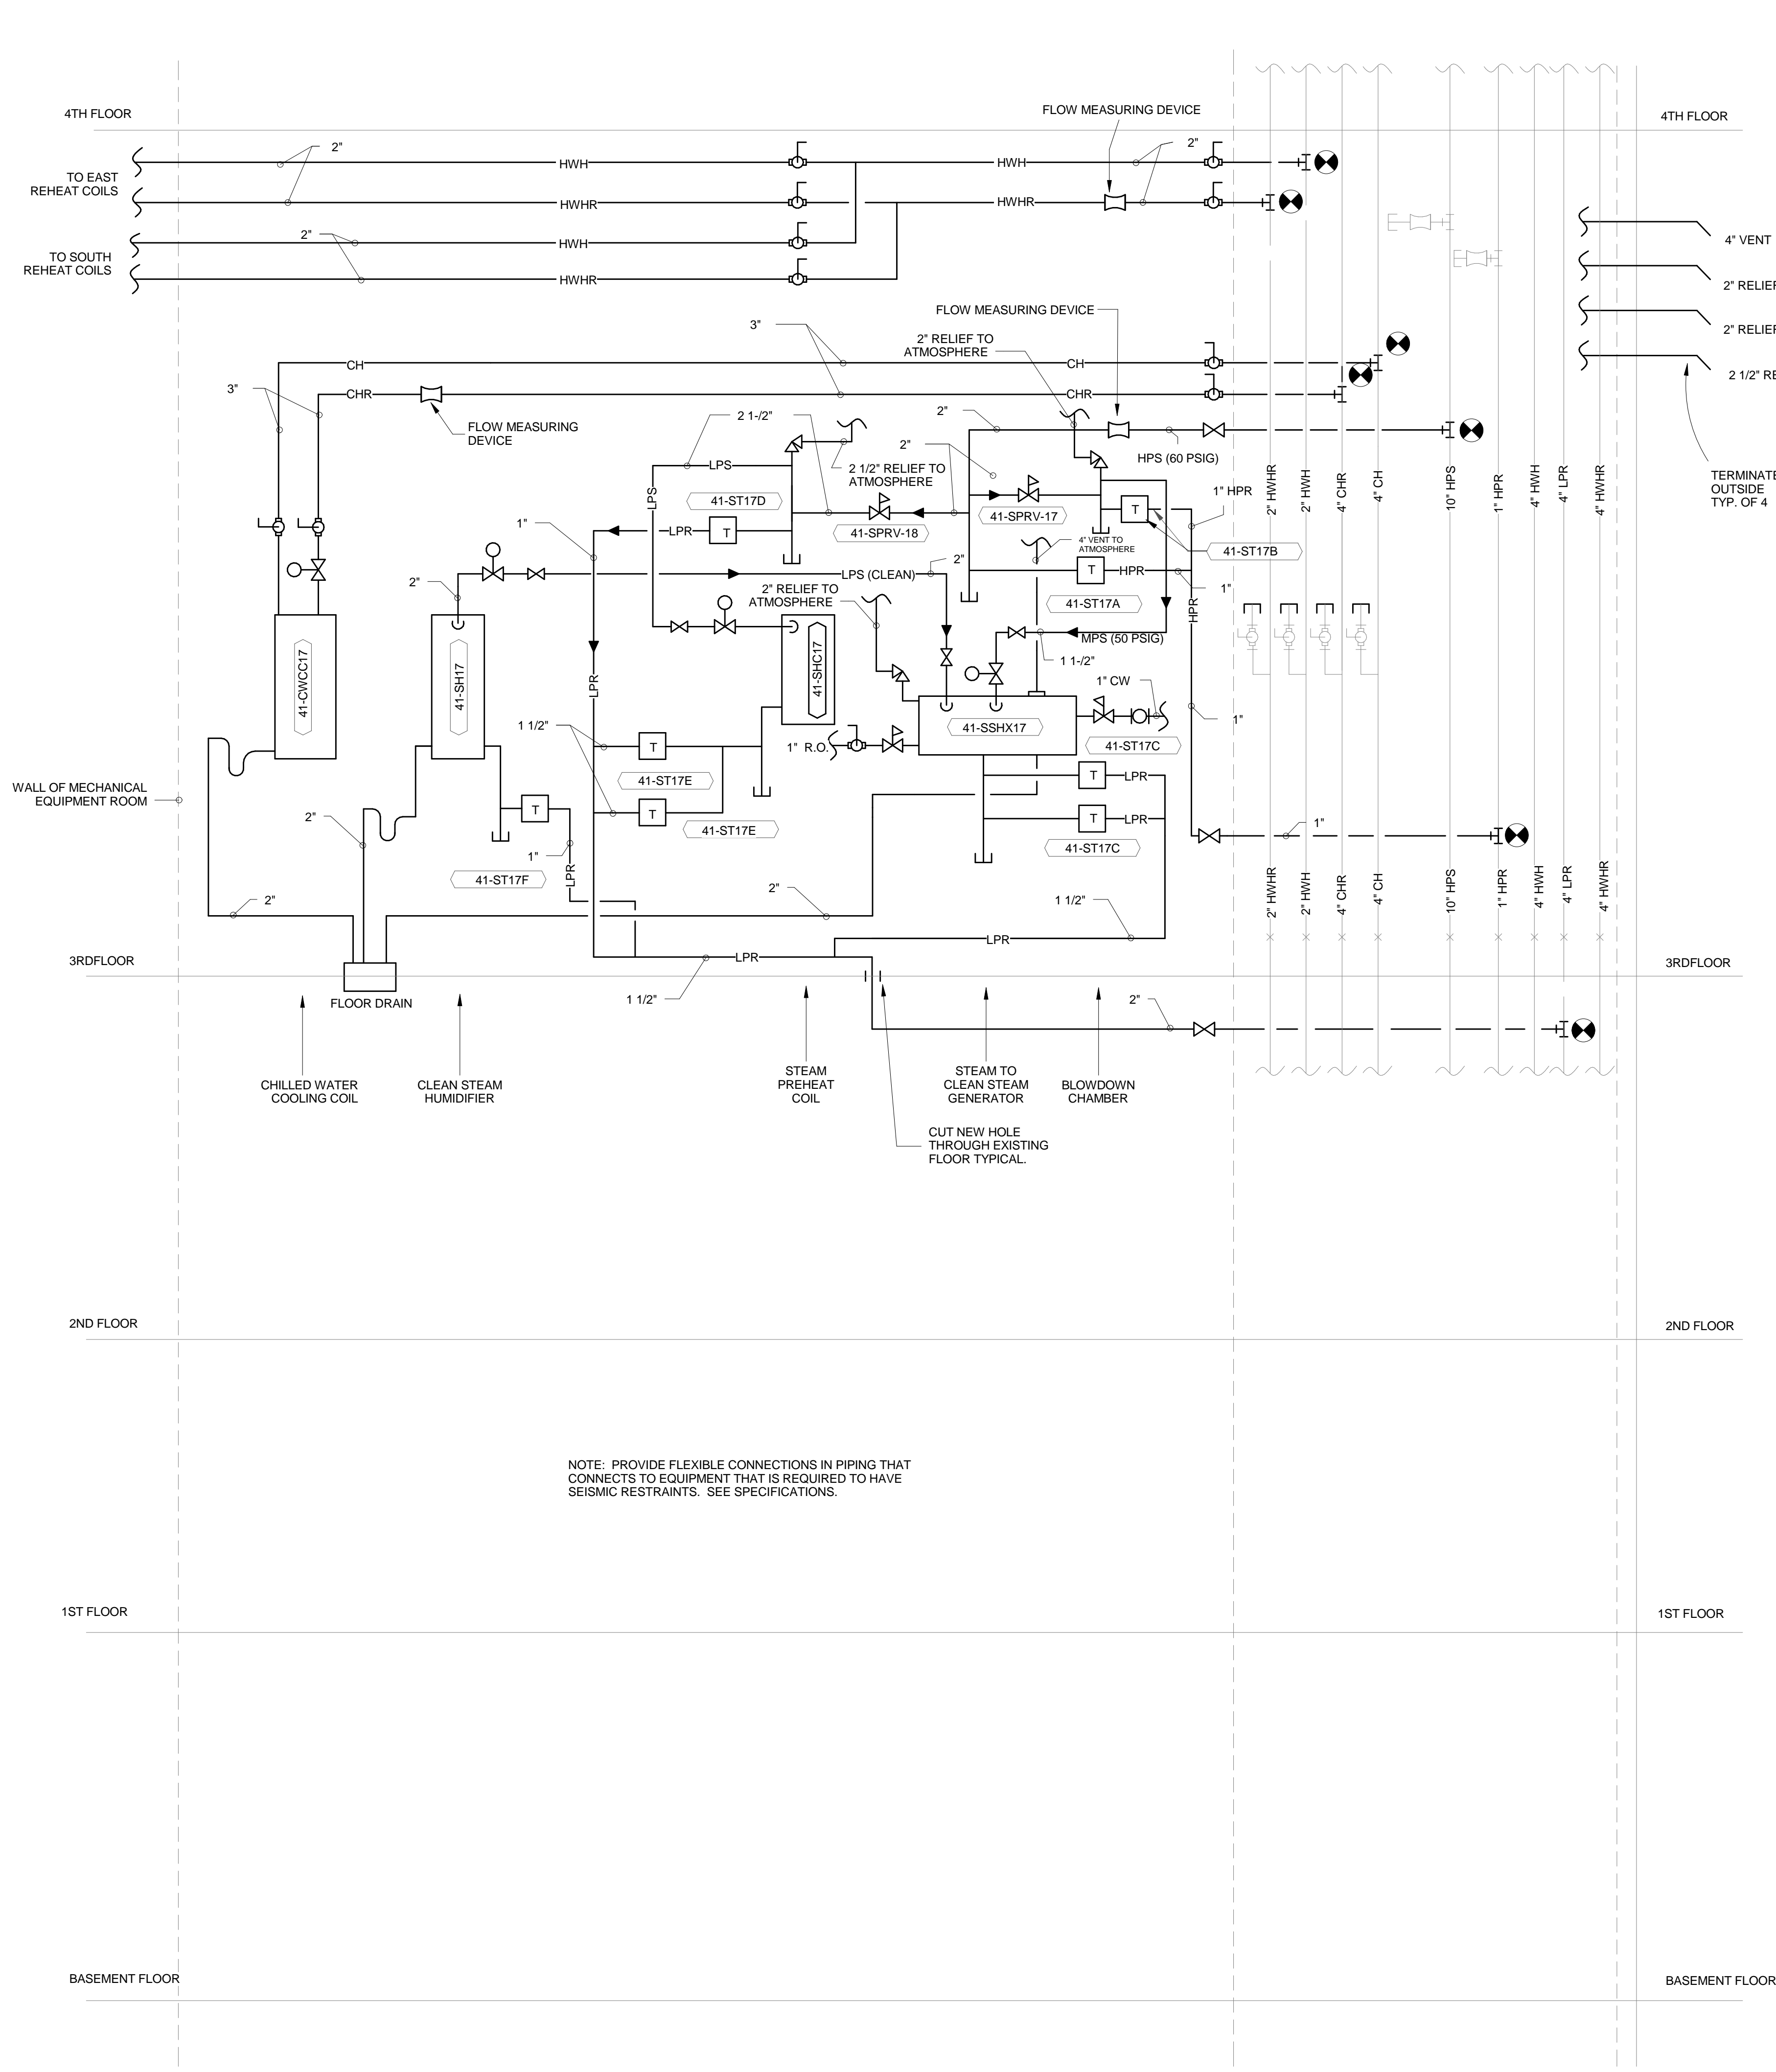 FLOW MEASURING DEVICE
4TH FLOOR
4TH FLOOR
2"
2"
HWH
HWH
TO EAST
REHEAT COILS
HWHR
HWHR
2"
HWH
TO SOUTH
REHEAT COILS
HWHR
4" VENT
2" RELIEF
2" RELIEF
2 1/2" RE
TERMINATE
OUTSIDE
TYP. OF 4
FLOW MEASURING DEVICE
3"
2" RELIEF TO
ATMOSPHERE
CH
CH
3"
CHR
CHR
FLOW MEASURING
DEVICE
2 1-/2"
2"
2"
HPS (60 PSIG)
LPS
2 1/2" RELIEF TO
ATMOSPHERE
LPS
41-ST17D
1" HPR
41-SPRV-17
1"
LPR
T
41-SPRV-18
T
4" VENT TO
ATMOSPHERE
41-ST17B
2"
2"
LPS (CLEAN)
T
HPR
1"
2" RELIEF TO
ATMOSPHERE
41-ST17A
HPR
MPS (50 PSIG)
1 1-/2"
2" HWHR
2" HWH
4" CHR
4" CH
10" HPS
1" HPR
4" HWH
4" LPR
4" HWHR
41-CWCC17
41-SH17
41-SHC17
LPR
1" CW
1"
1 1/2"
41-SSHX17
T
1" R.O.
41-ST17C
41-ST17E
T
LPR
WALL OF MECHANICAL
EQUIPMENT ROOM
T
T
2"
41-ST17E
T
LPR
1"
41-ST17C
1"
LPR
41-ST17F
2"
2"
1 1/2"
2" HWHR
2" HWH
4" CHR
4" CH
10" HPS
1" HPR
4" HWH
4" LPR
4" HWHR
LPR
LPR
3RDFLOOR
3RDFLOOR
FLOOR DRAIN
1 1/2"
2"
CHILLED WATER
COOLING COIL
CLEAN STEAM
HUMIDIFIER
STEAM
PREHEAT
COIL
STEAM TO
CLEAN STEAM
GENERATOR
BLOWDOWN
CHAMBER
CUT NEW HOLE
THROUGH EXISTING
FLOOR TYPICAL.
2ND FLOOR
2ND FLOOR
NOTE: PROVIDE FLEXIBLE CONNECTIONS IN PIPING THAT
CONNECTS TO EQUIPMENT THAT IS REQUIRED TO HAVE
SEISMIC RESTRAINTS. SEE SPECIFICATIONS.
1ST FLOOR
1ST FLOOR
BASEMENT FLOOR
BASEMENT FLOOR